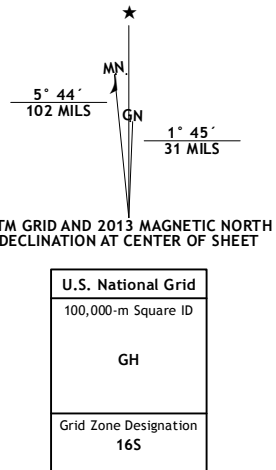 MN.
GN
5° 44´
102 MILS
1° 45´
31 MILS
TM GRID AND 2013 MAGNETIC NORTH
DECLINATION AT CENTER OF SHEET
U.S. National Grid
100,000-m Square ID
GH
Grid Zone Designation
16S